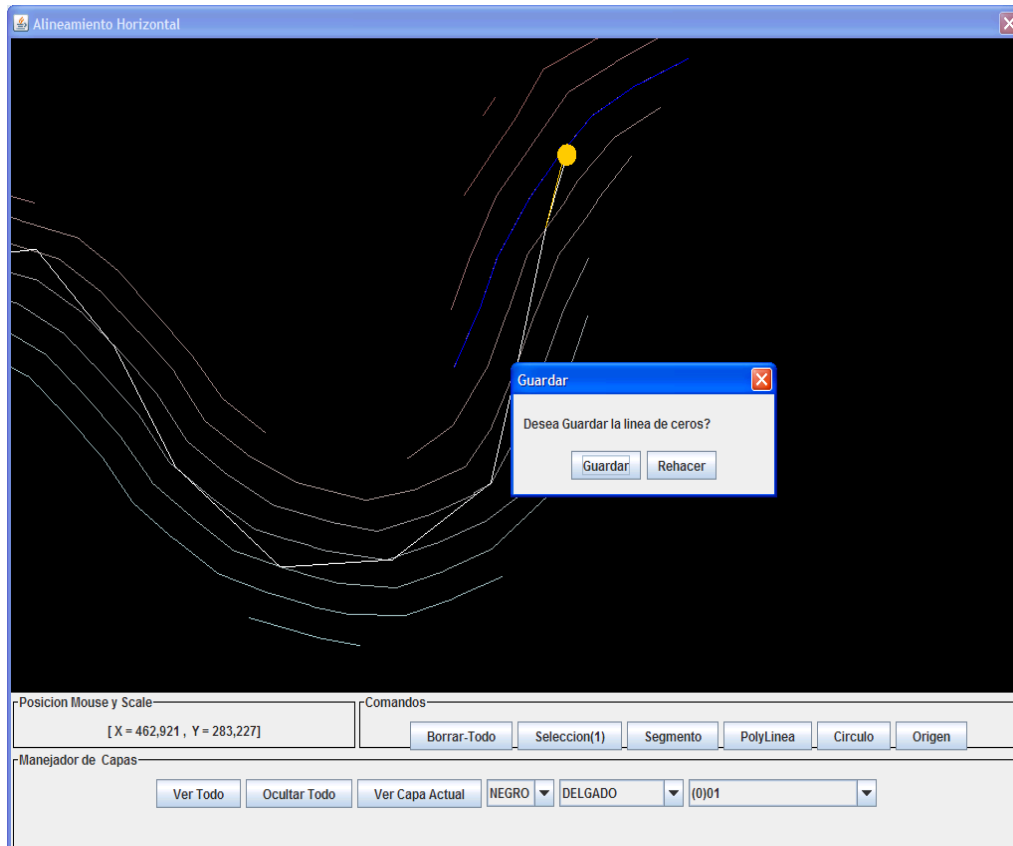 Alineamiento Horizontal
Guardar
Desea Guardar la linea de ceros?
Guardar Rehacer
Posicion Mouse y Scale
[ X = 462,921 , Y = 283,227]
Comandos
Borrar-Todo Seleccion(1) Segmento PolyLinea Circulo Origen
Manejador de Capas
Ver Todo Ocultar Todo Ver Capa Actual NEGRO DELGADO (0)01